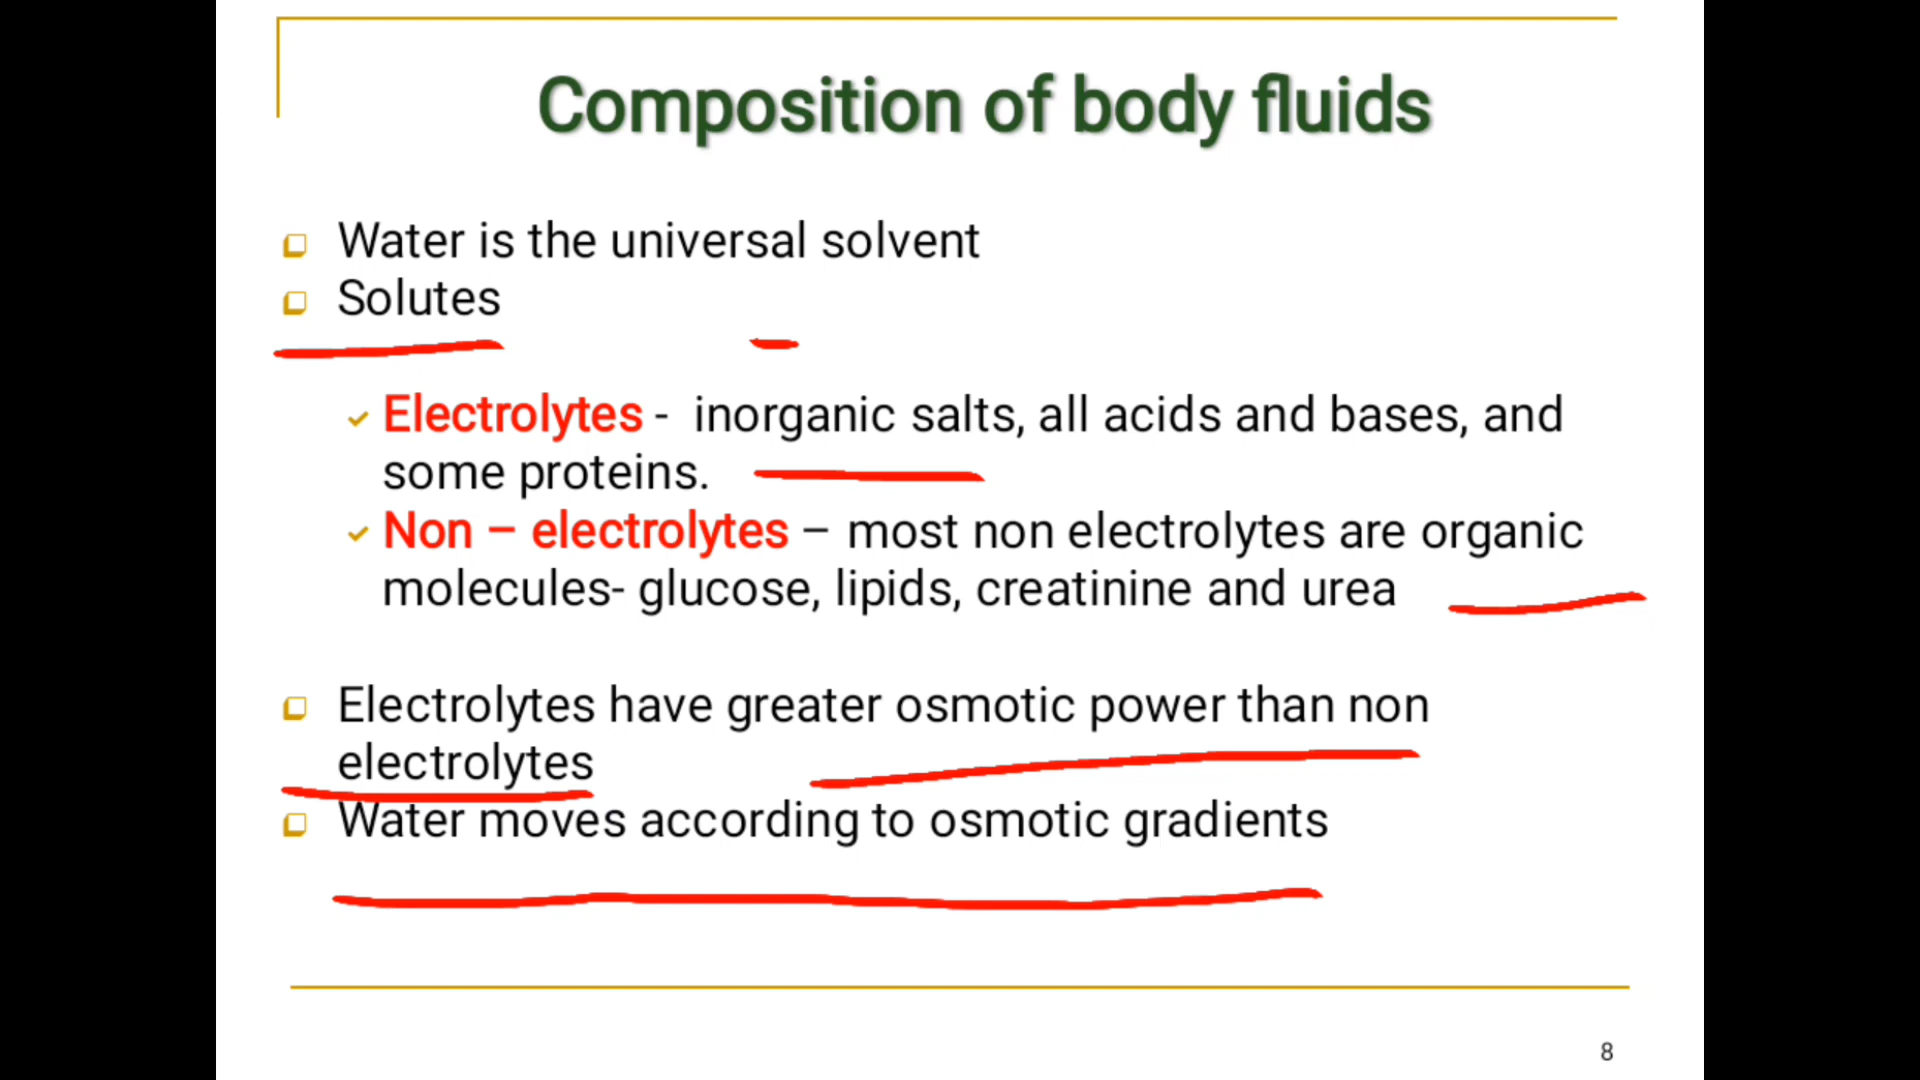 Composition of body fluids
Water is the universal solvent
Solutes
Electrolytes - inorganic salts, all acids and bases, and
some proteins.
Non – electrolytes – most non electrolytes are organic
molecules- glucose, lipids, creatinine and urea
Electrolytes have greater osmotic power than non
electrolytes
Water moves according to osmotic gradients
8